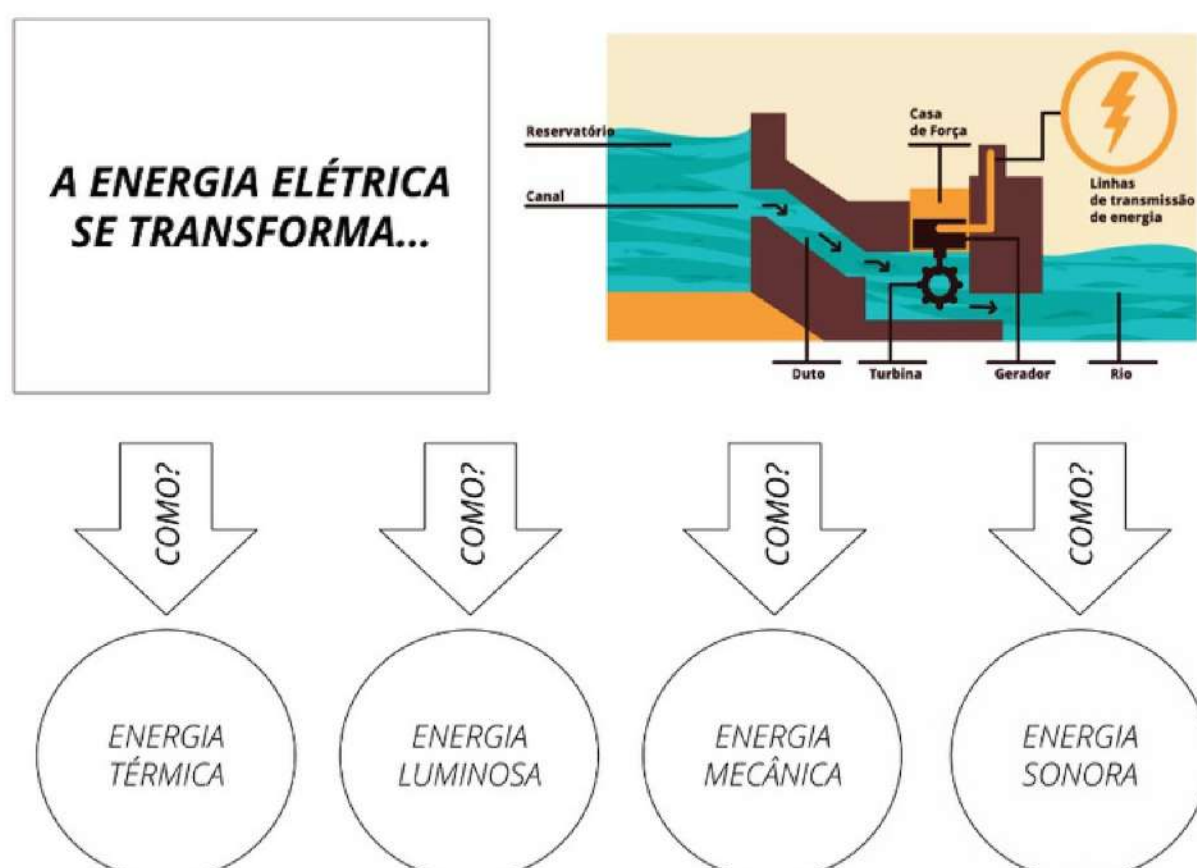 A ENERGIA ELÉTRICA
SE TRANSFORMA...
Reservatório
Canal
Casa
de Força
Linhas
de transmissão
de energia
Duto
Turbina
Gerador
Rio
COMO?
COMO?
COMO?
COMO?
ENERGIA
TÉRMICA
ENERGIA
LUMINOSA
ENERGIA
MECÂNICA
ENERGIA
SONORA